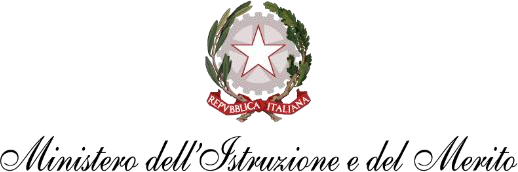 REPVBBLICA ITALIANA
Ministero dell'Istruzione e del Merito